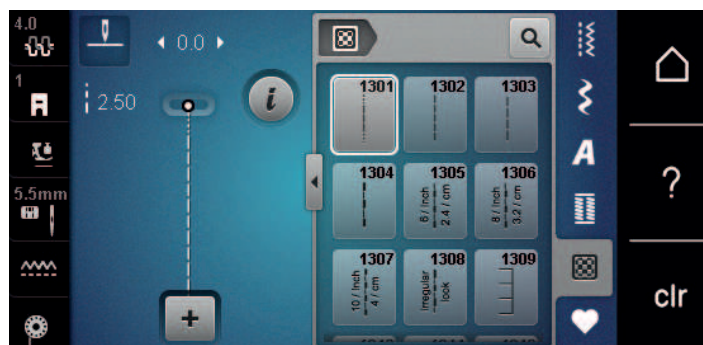 4.0
0.0
1
2.50
i
5.5mm
1301
1302
1303
1304
1305
6 / Inch
2.4 / cm
1306
8 / Inch
3.2 / cm
1307
10 / Inch
4 / cm
1308
irregular
look
1309
A
?
clr
+